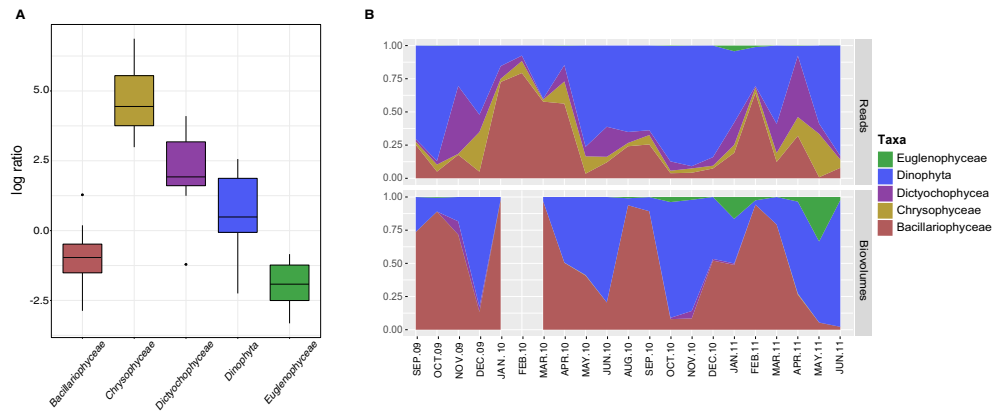 A
log ratio
5.0
2.5
0.0
-2.5
Bacillariophyceae
Chrysophyceae
Dictyochophyceae
Dinophyta
Euglenophyceae
B
1.00
0.75
0.50
0.25
0.00
Reads
1.00
0.75
0.50
0.25
0.00
Biovolumes
SEP.09
OCT.09
NOV.09
DEC.09
JAN. 10
FEB. 10
MAR. 10
APR. 10
MAY. 10
JUN. 10
AUG. 10
SEP. 10
OCT. 10
NOV. 10
DEC. 10
JAN. 11
FEB. 11
MAR.11
APR. 11
MAY. 11
JUN. 11
Taxa
Euglenophyceae
Dinophyta
Dictyochophycea
Chrysophyceae
Bacillariophyceae